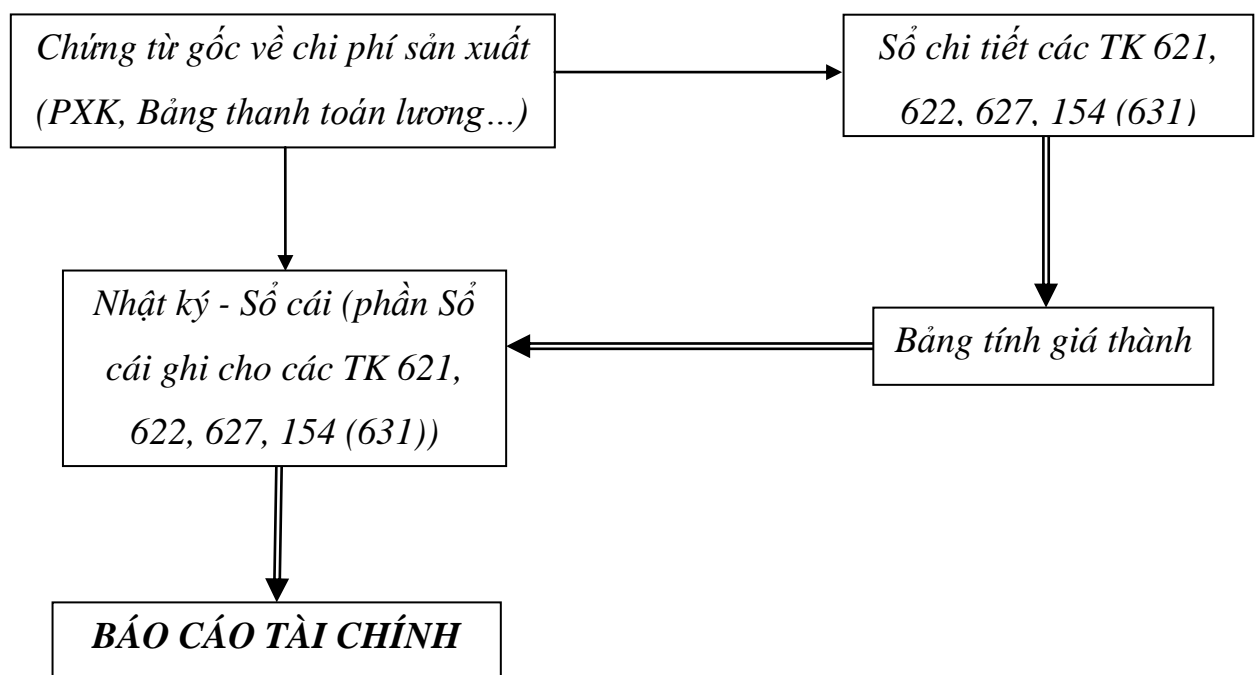 Chứng từ gốc về chi phí sản xuất
(PXK, Bảng thanh toán lương…)
Sổ chi tiết các TK 621,
622, 627, 154 (631)
Nhật ký - Sổ cái (phần Sổ
cái ghi cho các TK 621,
622, 627, 154 (631))
Bảng tính giá thành
BÁO CÁO TÀI CHÍNH